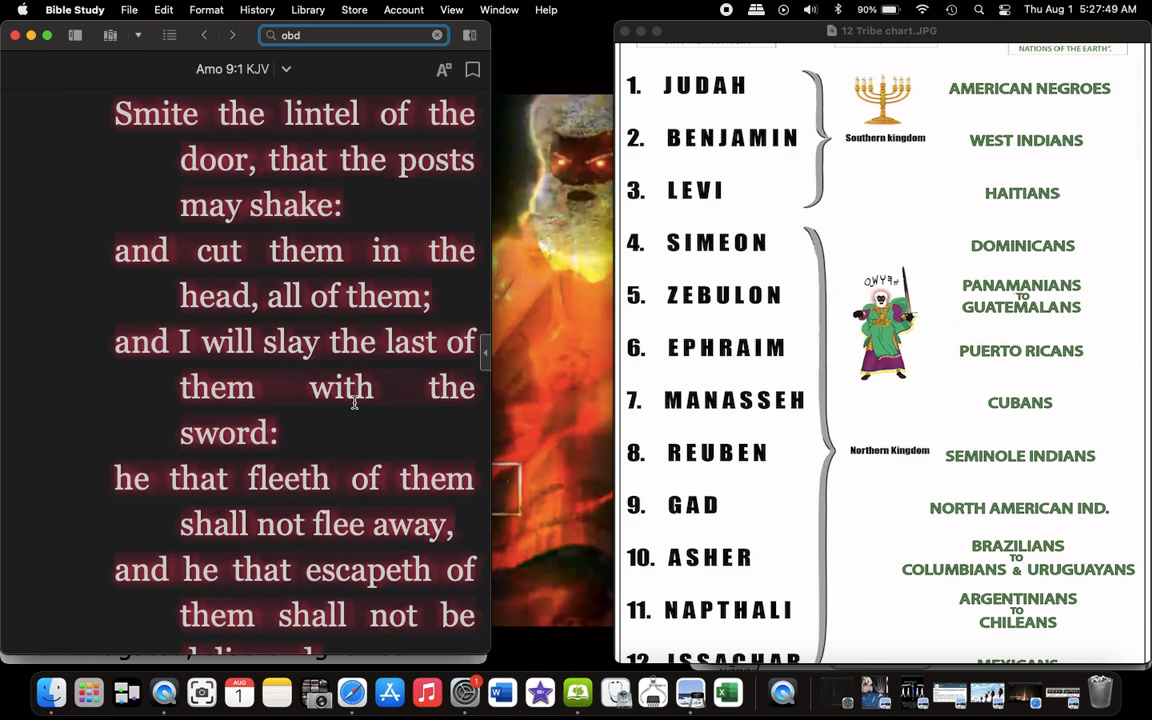 Bible Study File Edit Format History Library Store Account View Window Help 90% Thu Aug 1 5:27:49 AM
obd
12 Tribe chart.JPG
NATIONS OF THE EARTH".
Amo 9:1 KJV
Smite the lintel of the
door, that the posts
may shake:
and cut them in the
head, all of them;
and I will slay the last of
them with the
sword:
he that fleeth of them
shall not flee away,
and he that escapeth of
them shall not be
1. JUDAH
2. BENJAMIN
3. LEVI
4. SIMEON
5. ZEBULON
6. EPHRAIM
7. MANASSEH
8. REUBEN
9. GAD
10. ASHER
11. NAPTHALI
12. ISSACHAR
Southern kingdom
Northern Kingdom
AMERICAN NEGROES
WEST INDIANS
HAITIANS
DOMINICANS
PANAMANIANS
TO
GUATEMALANS
PUERTO RICANS
CUBANS
SEMINOLE INDIANS
NORTH AMERICAN IND.
BRAZILIANS
TO
COLUMBIANS & URUGUAYANS
ARGENTINIANS
TO
CHILEANS
MEXICANS
AUG
1
1